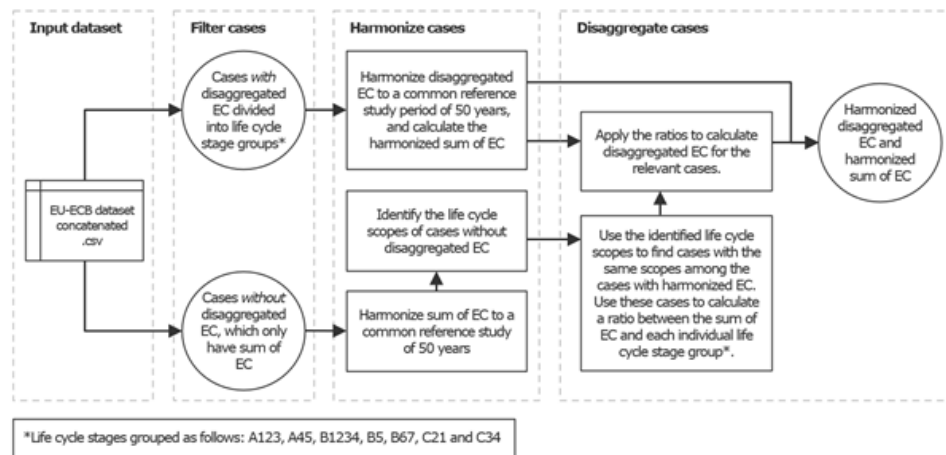 Input dataset
Filter cases
Harmonize cases
Disaggregate cases
EU-ECB dataset
concatenated
.csv
Cases with
disaggregated
EC divided
into life cycle
stage groups*
Cases without
disaggregated
EC, which only
have sum of
EC
Harmonize disaggregated
EC to a common reference
study period of 50 years,
and calculate the
harmonized sum of EC
Identify the life cycle
scopes of cases without
disaggregated EC
Harmonize sum of EC to a
common reference study
of 50 years
Apply the ratios to calculate
disaggregated EC for the
relevant cases.
Use the identified life cycle
scopes to find cases with the
same scopes among the
cases with harmonized EC.
Use these cases to calculate
a ratio between the sum of
EC and each individual life
cycle stage group*.
Harmonized
disaggregated
EC and
harmonized
sum of EC
*Life cycle stages grouped as follows: A123, A45, B1234, B5, B67, C21 and C34